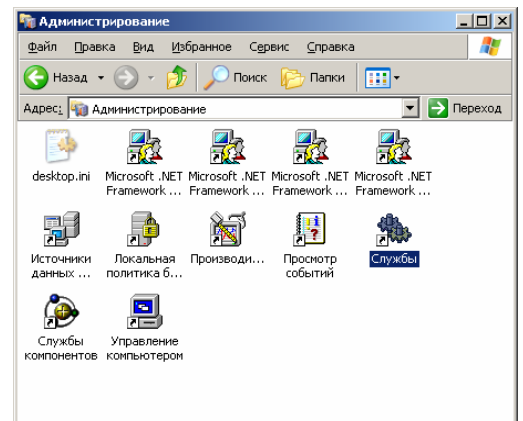 Администрирование
Файл Правка Вид Избранное Сервис Справка
Назад Поиск Папки
Адрес: Администрирование Переход
desktop.ini Microsoft .NET Microsoft .NET Microsoft .NET Microsoft .NET
Framework ... Framework ... Framework ... Framework ...
Источники Локальная Производи... Просмотр Службы
данных ... политика б... событий
Службы Управление
компонентов компьютером